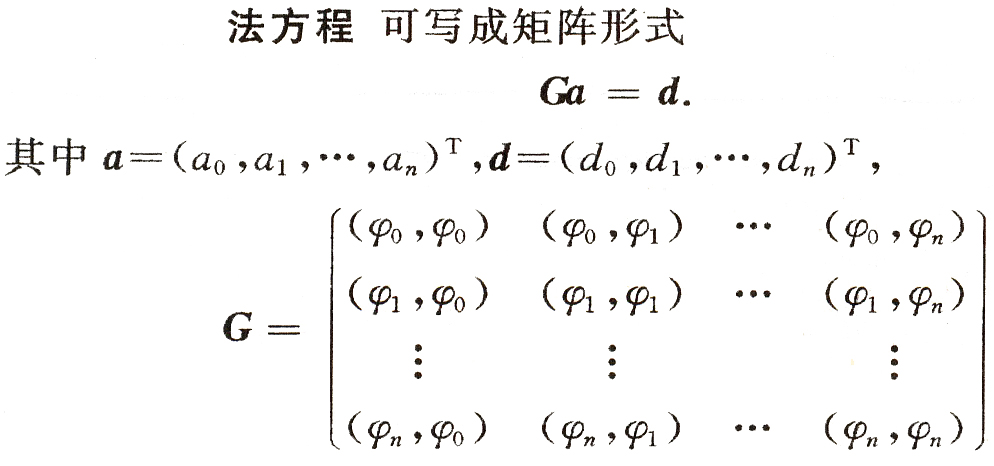 法方程 可写成矩阵形式
Ga = d.
其中 a=(a₀,a₁,⋯,aₙ)ᵀ,d=(d₀,d₁,⋯,dₙ)ᵀ,
G = 
(φ₀,φ₀) (φ₀,φ₁) ⋯ (φ₀,φₙ)
(φ₁,φ₀) (φ₁,φ₁) ⋯ (φ₁,φₙ)
⋮ ⋮ ⋮
(φₙ,φ₀) (φₙ,φ₁) ⋯ (φₙ,φₙ)